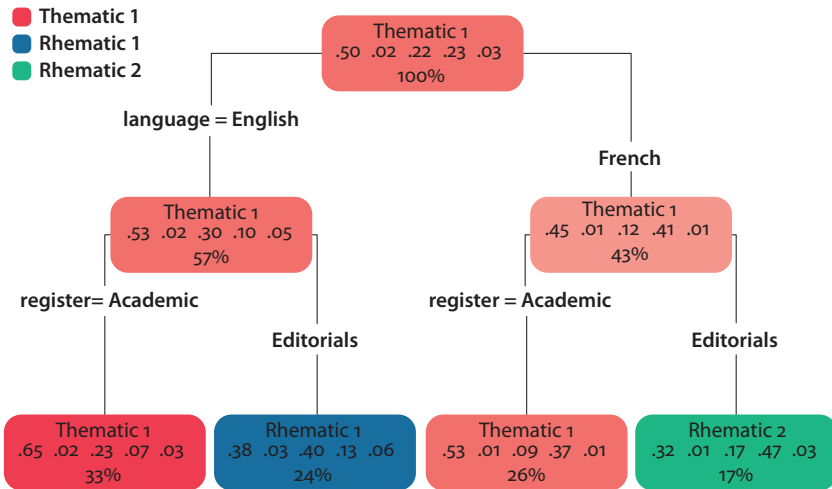 Thematic 1
Rhematic 1
Rhematic 2
Thematic 1
.50 .02 .22 .23 .03
100%
language = English
French
Thematic 1
.53 .02 .30 .10 .05
57%
Thematic 1
.45 .01 .12 .41 .01
43%
register= Academic
Editorials
register = Academic
Editorials
Thematic 1
.65 .02 .23 .07 .03
33%
Rhematic 1
.38 .03 .40 .13 .06
24%
Thematic 1
.53 .01 .09 .37 .01
26%
Rhematic 2
.32 .01 .17 .47 .03
17%